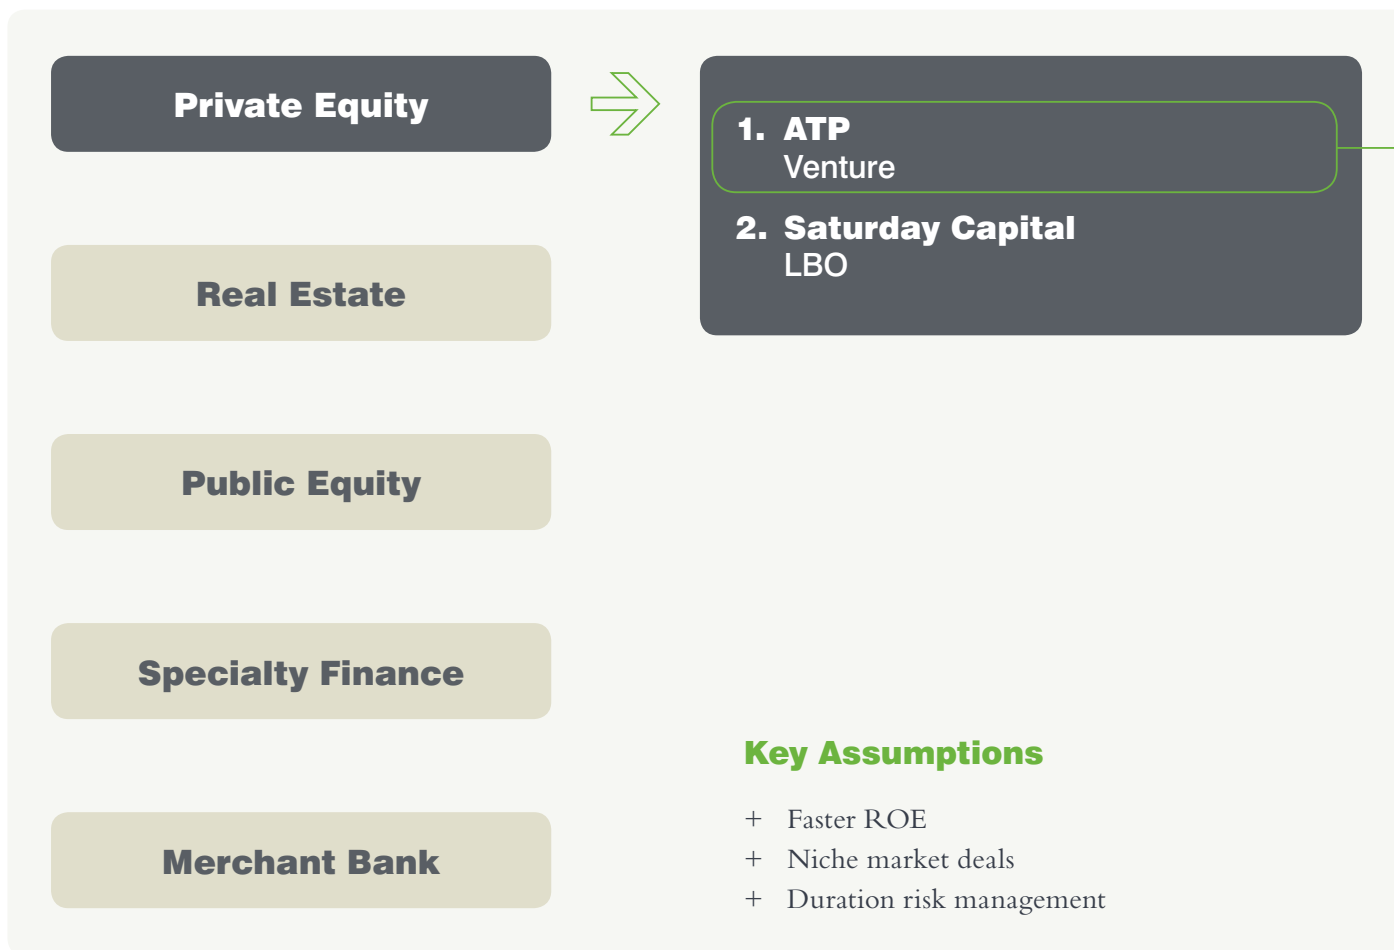 Private Equity
1. ATP
Venture
2. Saturday Capital
LBO
Real Estate
Public Equity
Specialty Finance
Merchant Bank
Key Assumptions
+ Faster ROE
+ Niche market deals
+ Duration risk management